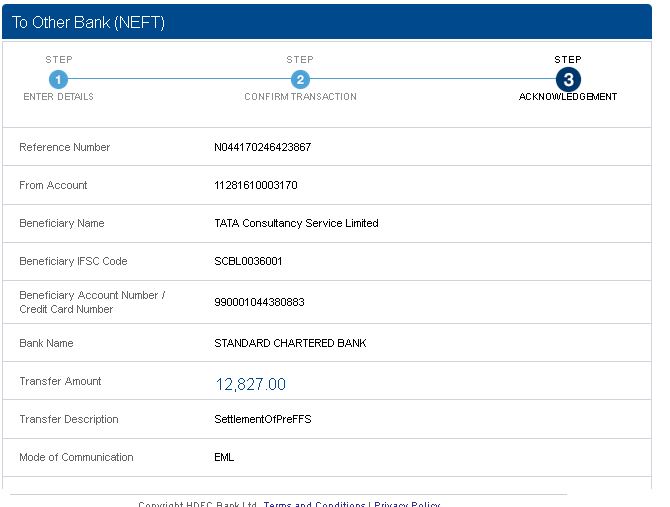 To Other Bank (NEFT)
STEP STEP STEP
1 2 3
ENTER DETAILS CONFIRM TRANSACTION ACKNOWLEDGEMENT
Reference Number N044170246423867
From Account 11281610003170
Beneficiary Name TATA Consultancy Service Limited
Beneficiary IFSC Code SCBL0036001
Beneficiary Account Number /
Credit Card Number 990001044380883
Bank Name STANDARD CHARTERED BANK
Transfer Amount 12,827.00
Transfer Description SettlementOfPreFFS
Mode of Communication EML
Copyright HDFC Bank Ltd. Terms and Conditions | Privacy Policy